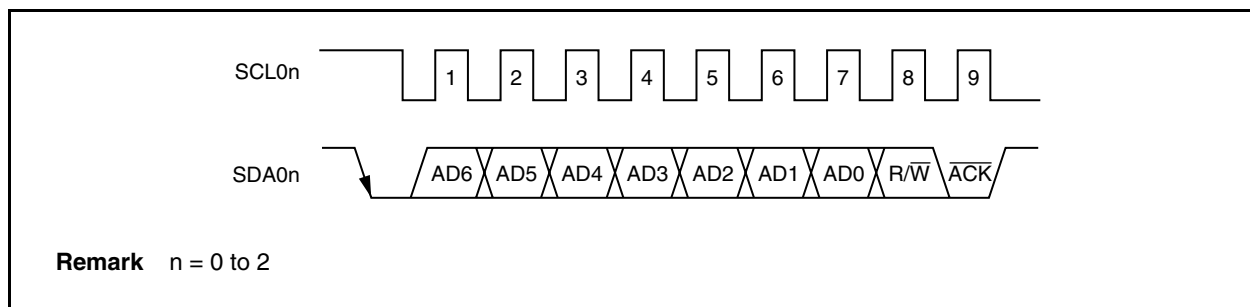 SCL0n 1 2 3 4 5 6 7 8 9
SDA0n AD6 AD5 AD4 AD3 AD2 AD1 AD0 R/W̅ A̅C̅K̅
Remark n = 0 to 2